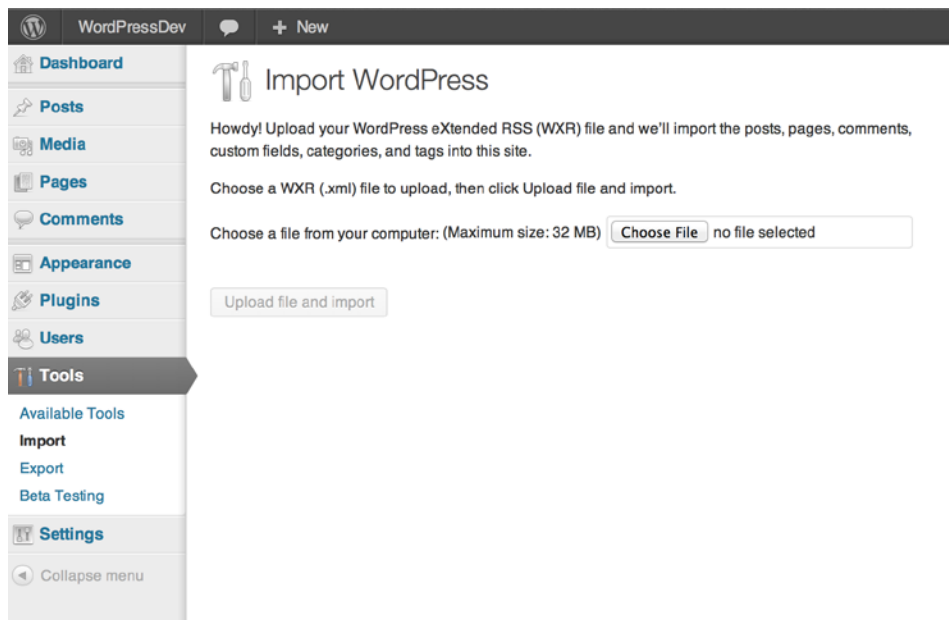 WordPressDev
+ New
Dashboard
Posts
Media
Pages
Comments
Appearance
Plugins
Users
Tools
Available Tools
Import
Export
Beta Testing
Settings
Collapse menu
Import WordPress
Howdy! Upload your WordPress eXtended RSS (WXR) file and we'll import the posts, pages, comments,
custom fields, categories, and tags into this site.
Choose a WXR (.xml) file to upload, then click Upload file and import.
Choose a file from your computer: (Maximum size: 32 MB) Choose File no file selected
Upload file and import